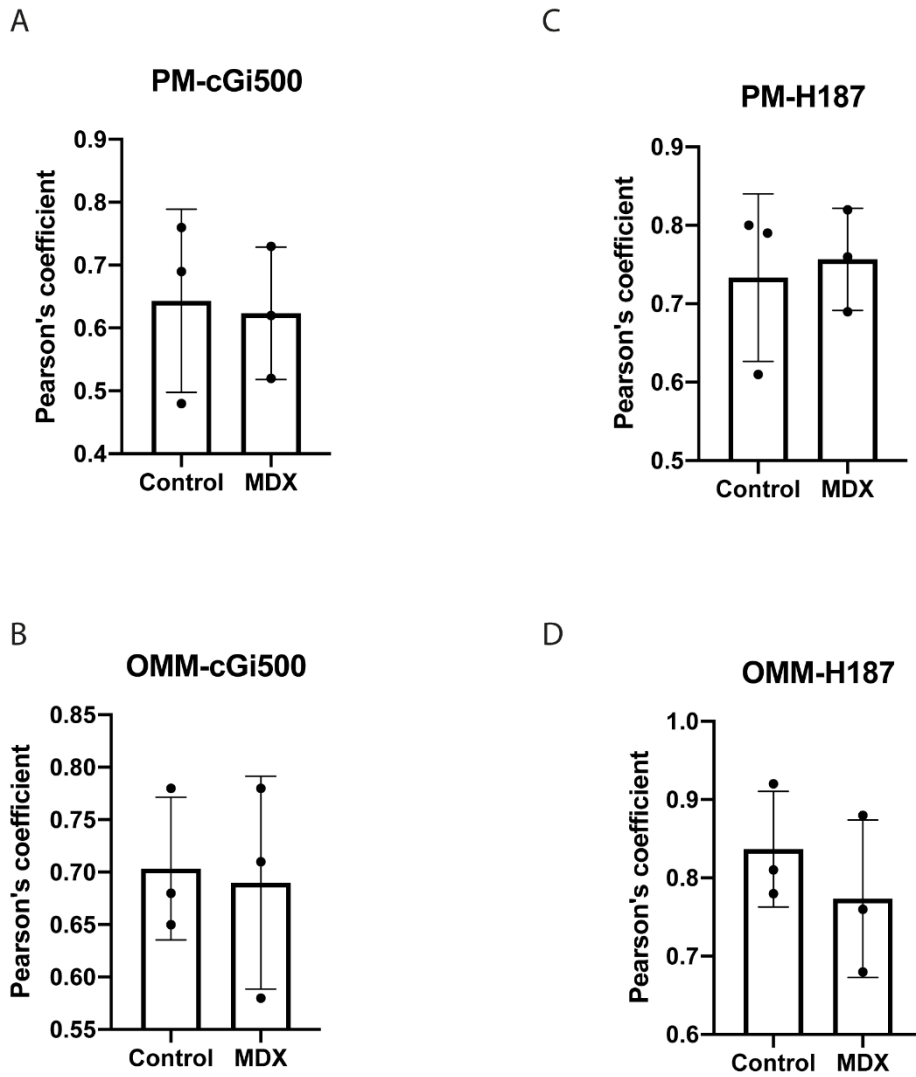 A
PM-cGi500
Pearson's coefficient
0.9
0.8
0.7
0.6
0.5
0.4
Control MDX
B
OMM-cGi500
Pearson's coefficient
0.85
0.80
0.75
0.70
0.65
0.60
0.55
Control MDX
C
PM-H187
Pearson's coefficient
0.9
0.8
0.7
0.6
0.5
Control MDX
D
OMM-H187
Pearson's coefficient
1.0
0.9
0.8
0.7
0.6
Control MDX